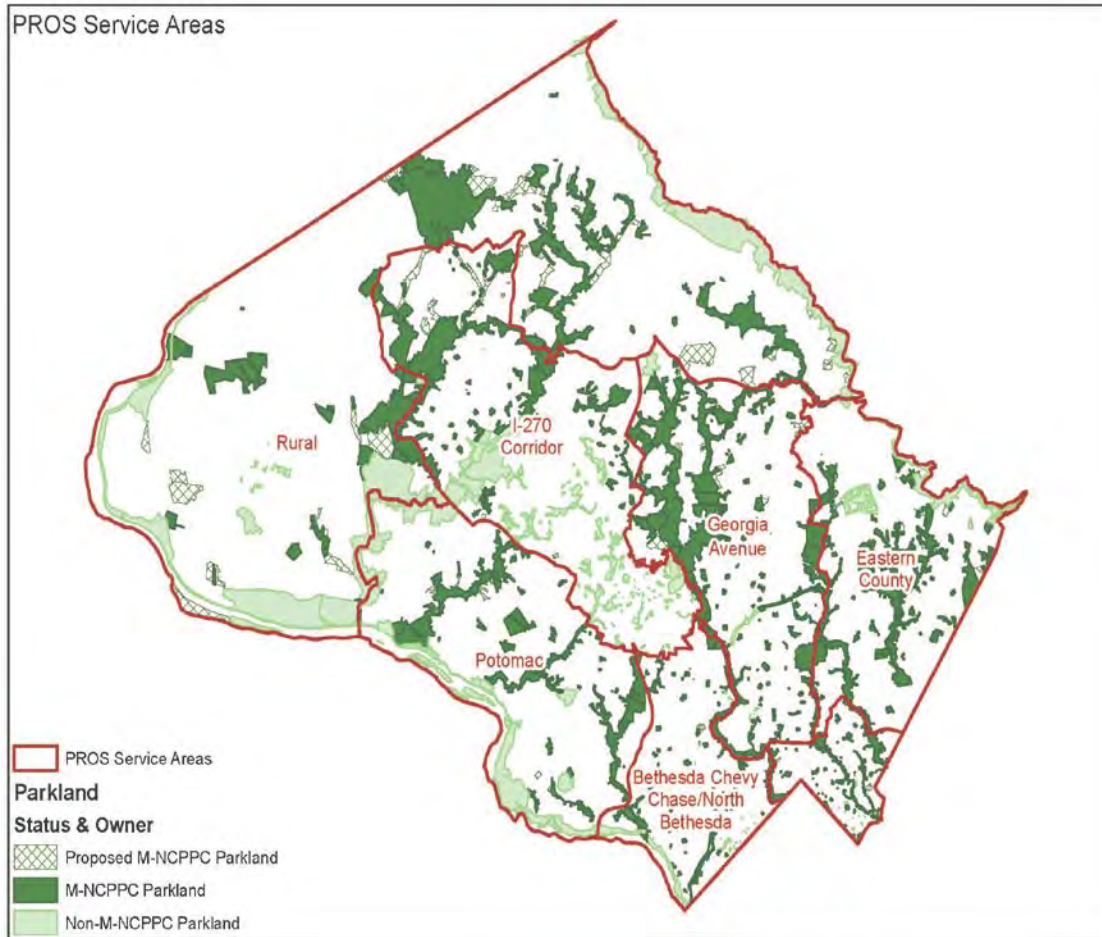 PROS Service Areas
Rural
I-270
Corridor
Georgia
Avenue
Eastern
County
Potomac
Bethesda Chevy
Chase/North
Bethesda
PROS Service Areas
Parkland
Status & Owner
Proposed M-NCPPC Parkland
M-NCPPC Parkland
Non-M-NCPPC Parkland